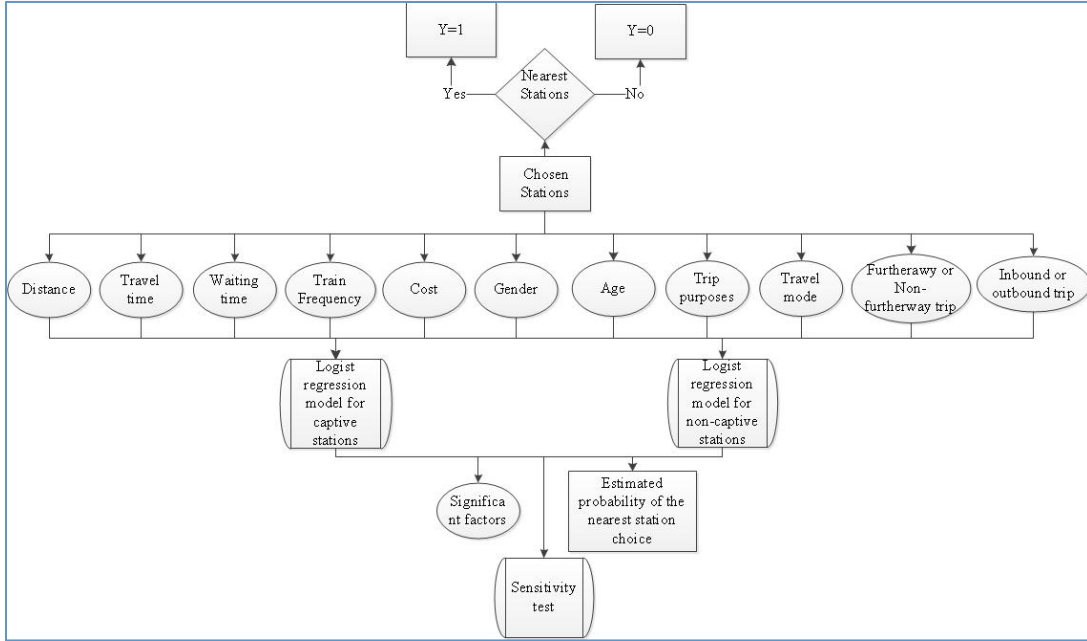 Y=1
Y=0
Nearest
Stations
Yes
No
Chosen
Stations
Distance
Travel
time
Waiting
time
Train
Frequency
Cost
Gender
Age
Trip
purposes
Travel
mode
Furtherawy or
Non-
furtherway trip
Inbound or
outbound trip
Logist
regression
model for
captive
stations
Logist
regression
model for
non-captive
stations
Significa
nt factors
Estimated
probability of the
nearest station
choice
Sensitivity
test